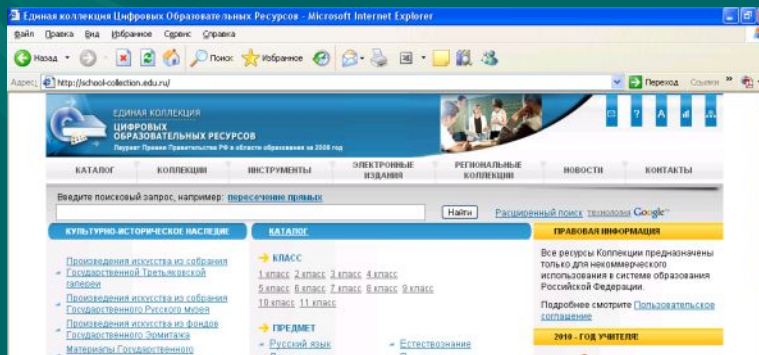 Единая коллекция Цифровых Образовательных Ресурсов - Microsoft Internet Explorer
Файл Правка Вид Избранное Сервис Справка
Назад Поиск Избранное
Адрес: http://school-collection.edu.ru/ Переход Ссылки »
ЕДИНАЯ КОЛЛЕКЦИЯ
ЦИФРОВЫХ
ОБРАЗОВАТЕЛЬНЫХ РЕСУРСОВ
Лауреат Премии Правительства РФ в области образования за 2008 год
? A
КАТАЛОГ КОЛЛЕКЦИИ ИНСТРУМЕНТЫ ЭЛЕКТРОННЫЕ ИЗДАНИЯ РЕГИОНАЛЬНЫЕ КОЛЛЕКЦИИ НОВОСТИ КОНТАКТЫ
Введите поисковый запрос, например: пересечение прямых
Найти Расширенный поиск технология Google
КУЛЬТУРНО-ИСТОРИЧЕСКОЕ НАСЛЕДИЕ
Произведения искусства из собрания
Государственной Третьяковской
галереи
Произведения искусства из собрания
Государственного Русского музея
Произведения искусства из фондов
Государственного Эрмитажа
Материалы Государственного
КАТАЛОГ
КЛАСС
1 класс 2 класс 3 класс 4 класс
5 класс 6 класс 7 класс 8 класс 9 класс
10 класс 11 класс
ПРЕДМЕТ
Русский язык Естествознание
ПРАВОВАЯ ИНФОРМАЦИЯ
Все ресурсы Коллекции предназначены
только для некоммерческого
использования в системе образования
Российской Федерации.
Подробнее смотрите Пользовательское
соглашение
2010 - ГОД УЧИТЕЛЯ!